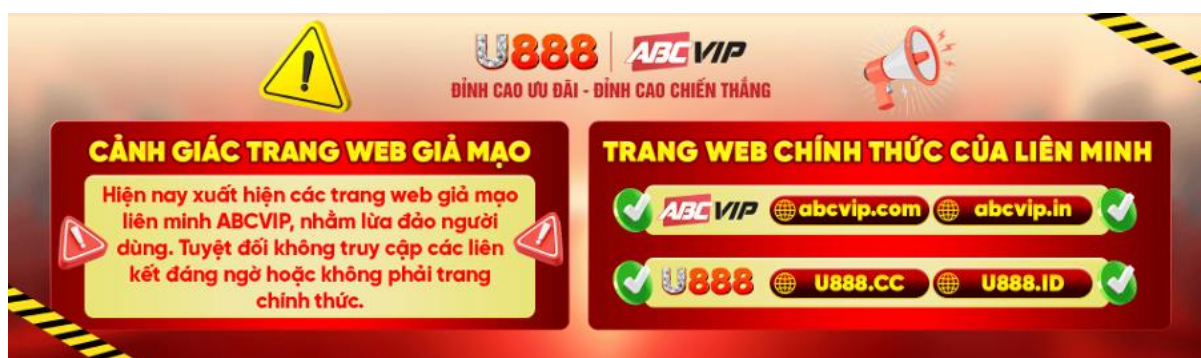 U888 ABCVIP
ĐỈNH CAO ƯU ĐÃI - ĐỈNH CAO CHIẾN THẮNG
CẢNH GIÁC TRANG WEB GIẢ MẠO
Hiện nay xuất hiện các trang web giả mạo
liên minh ABCVIP, nhằm lừa đảo người
dùng. Tuyệt đối không truy cập các liên
kết đáng ngờ hoặc không phải trang
chính thức.
TRANG WEB CHÍNH THỨC CỦA LIÊN MINH
ABCVIP abcvip.com abcvip.in
U888 U888.CC U888.ID